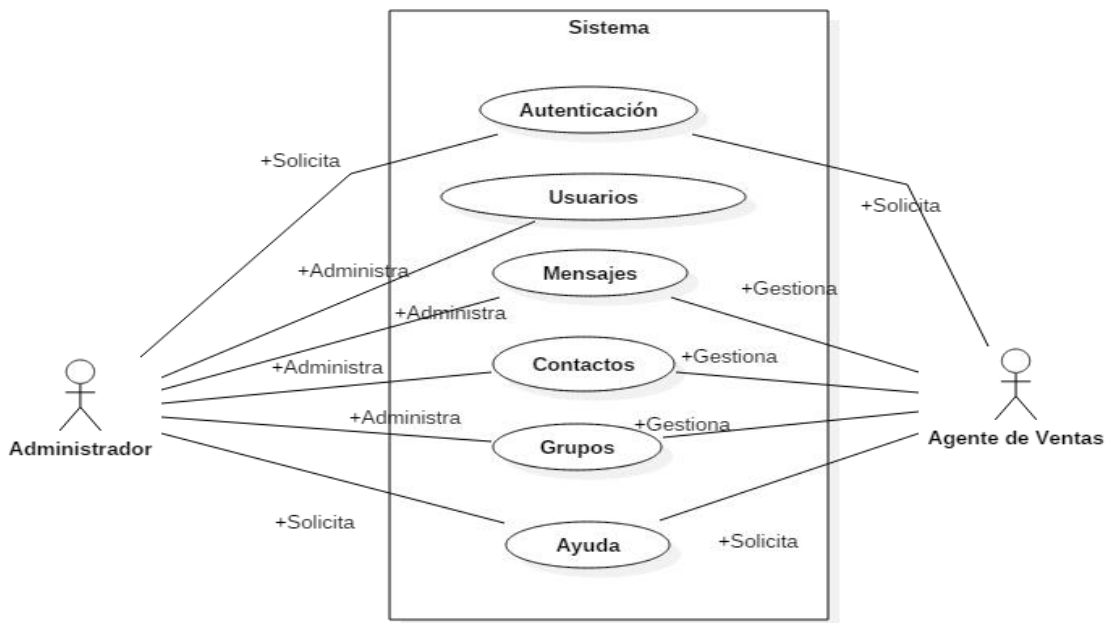 Sistema
Autenticación
+Solicita
Usuarios
+Solicita
+Administra
Mensajes
+Gestiona
+Administra
Contactos
+Gestiona
+Administra
+Administra
+Gestiona
Grupos
Administrador
Agente de Ventas
+Solicita
Ayuda
+Solicita